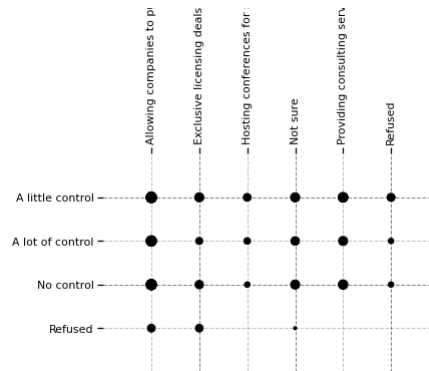 Allowing companies to
Exclusive licensing deals
Hosting conferences for
Not sure
Providing consulting
Refused
A little control
A lot of control
No control
Refused